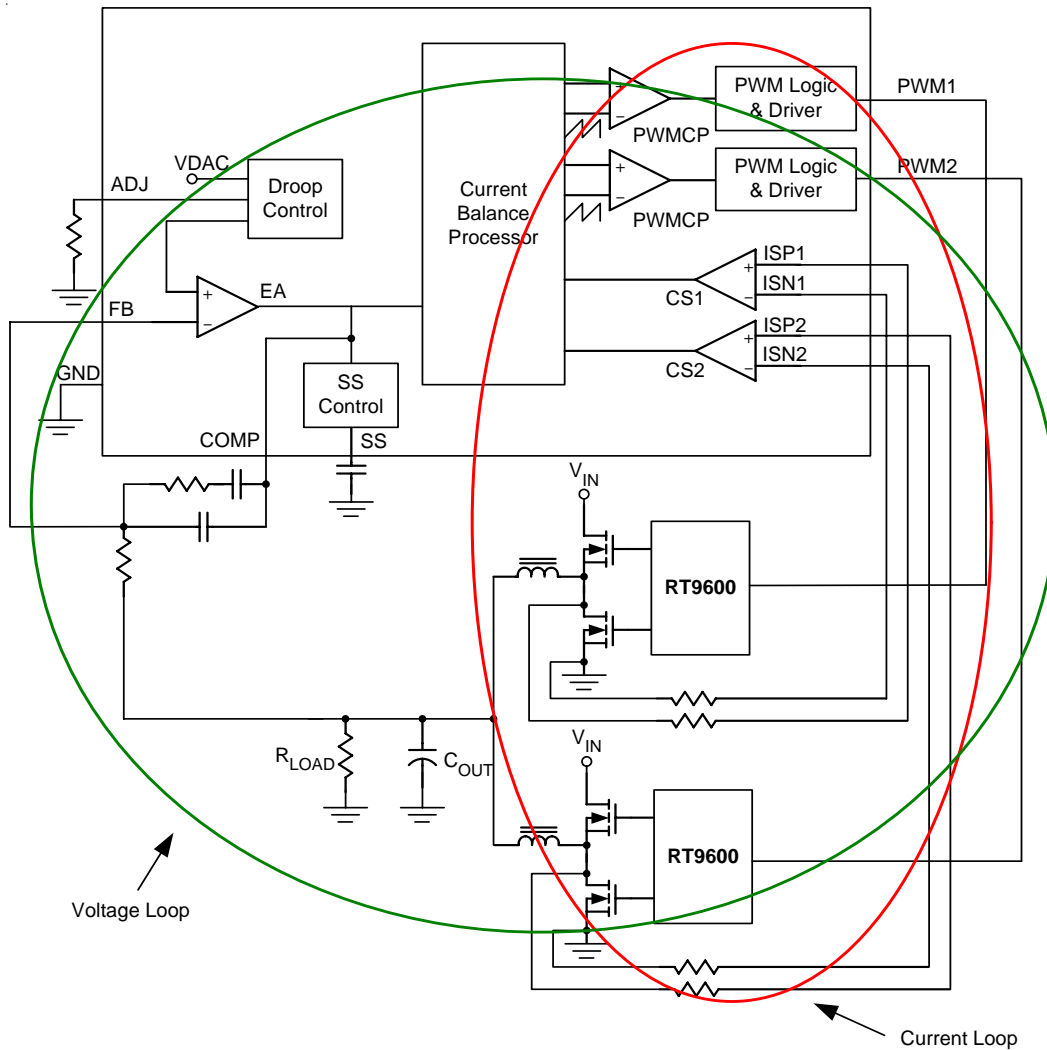 PWM Logic
& Driver
PWM1
PWMCP
VDAC
ADJ
Droop
Control
PWM Logic
& Driver
PWM2
Current
Balance
Processor
PWMCP
+
−
+
−
EA
FB
+
−
CS1
ISP1
ISN1
+
−
CS2
ISP2
ISN2
+
−
GND
SS
Control
COMP
SS
VIN
RT9600
VIN
RLOAD
COUT
RT9600
Voltage Loop
Current Loop